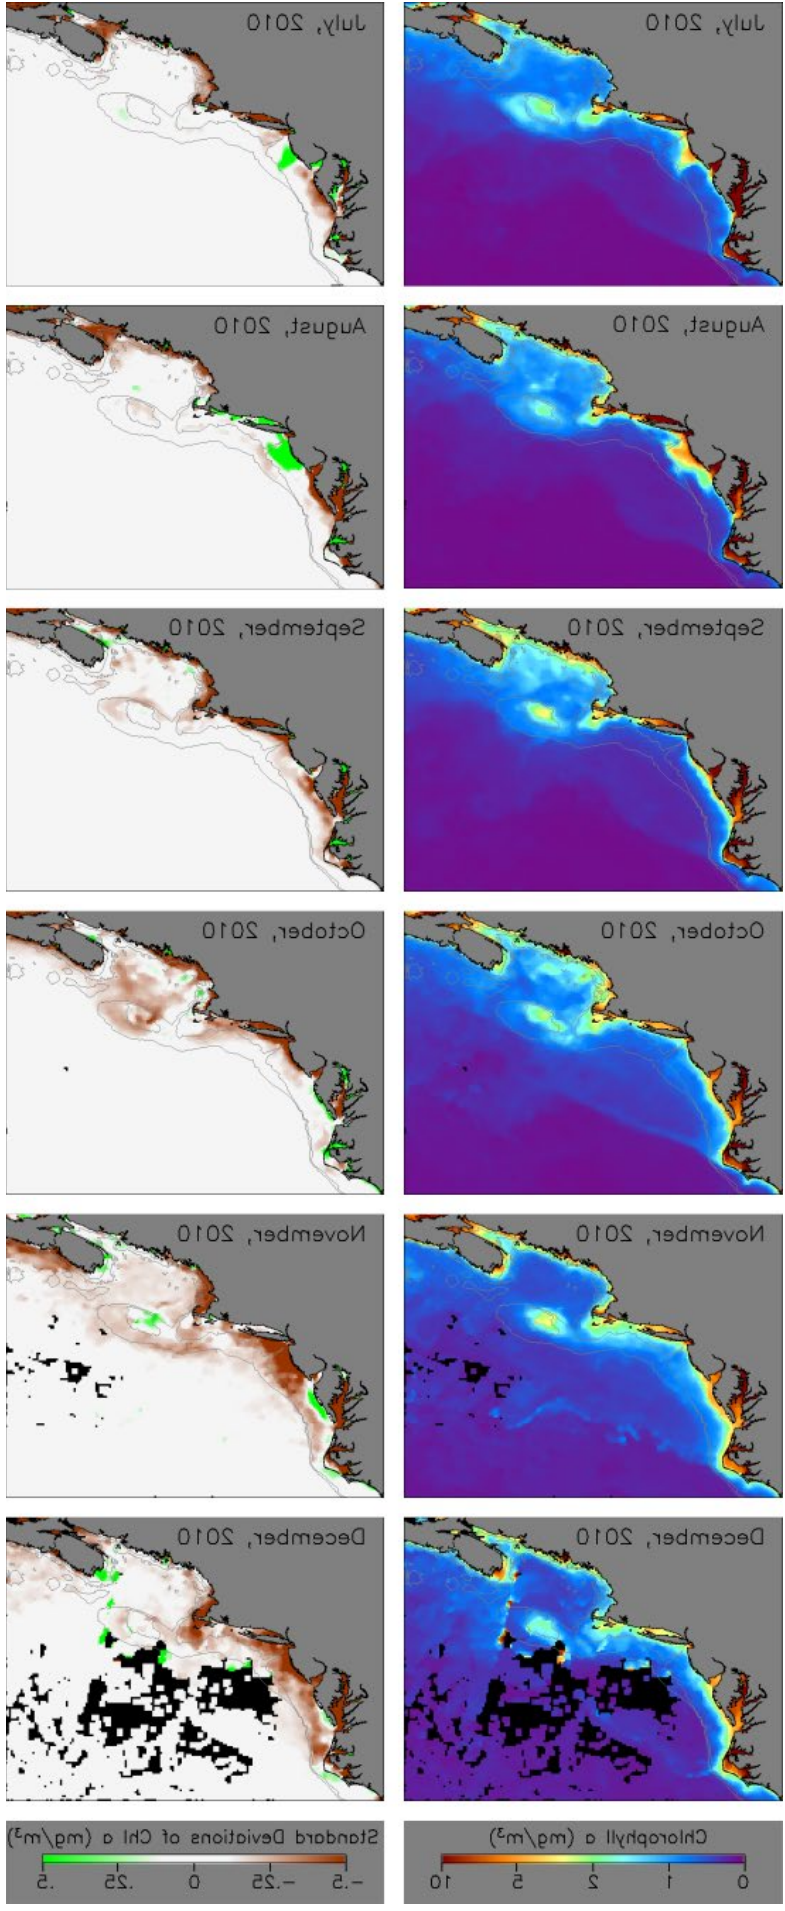 July, 2010
July, 2010
August, 2010
August, 2010
September, 2010
September, 2010
October, 2010
October, 2010
November, 2010
November, 2010
December, 2010
December, 2010
Chlorophyll a (mg/m³)
0 1 2 5 10
Standard Deviations of Chl a (mg/m³)
-.5 -.25 0 .25 .5